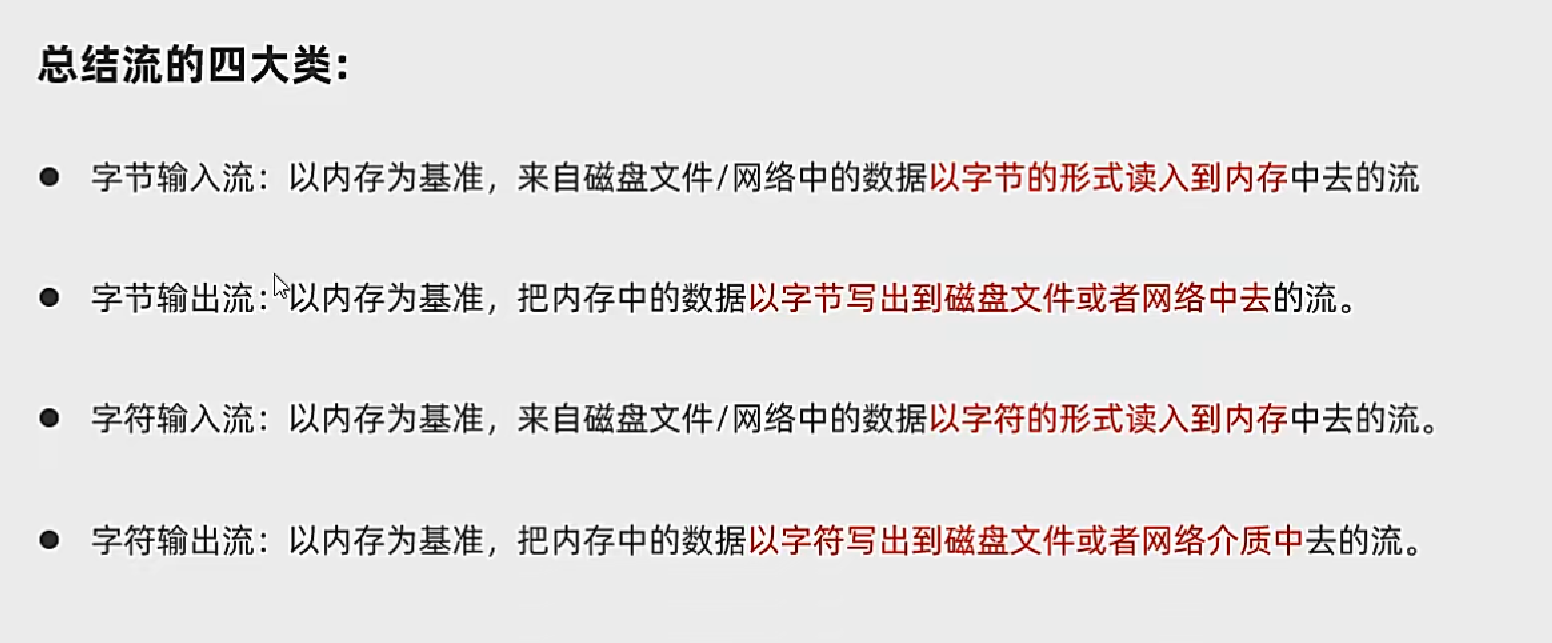 总结流的四大类:
● 字节输入流：以内存为基准，来自磁盘文件/网络中的数据以字节的形式读入到内存中去的流
● 字节输出流：以内存为基准，把内存中的数据以字节写出到磁盘文件或者网络中去的流。
● 字符输入流：以内存为基准，来自磁盘文件/网络中的数据以字符的形式读入到内存中去的流。
● 字符输出流：以内存为基准，把内存中的数据以字符写出到磁盘文件或者网络介质中去的流。